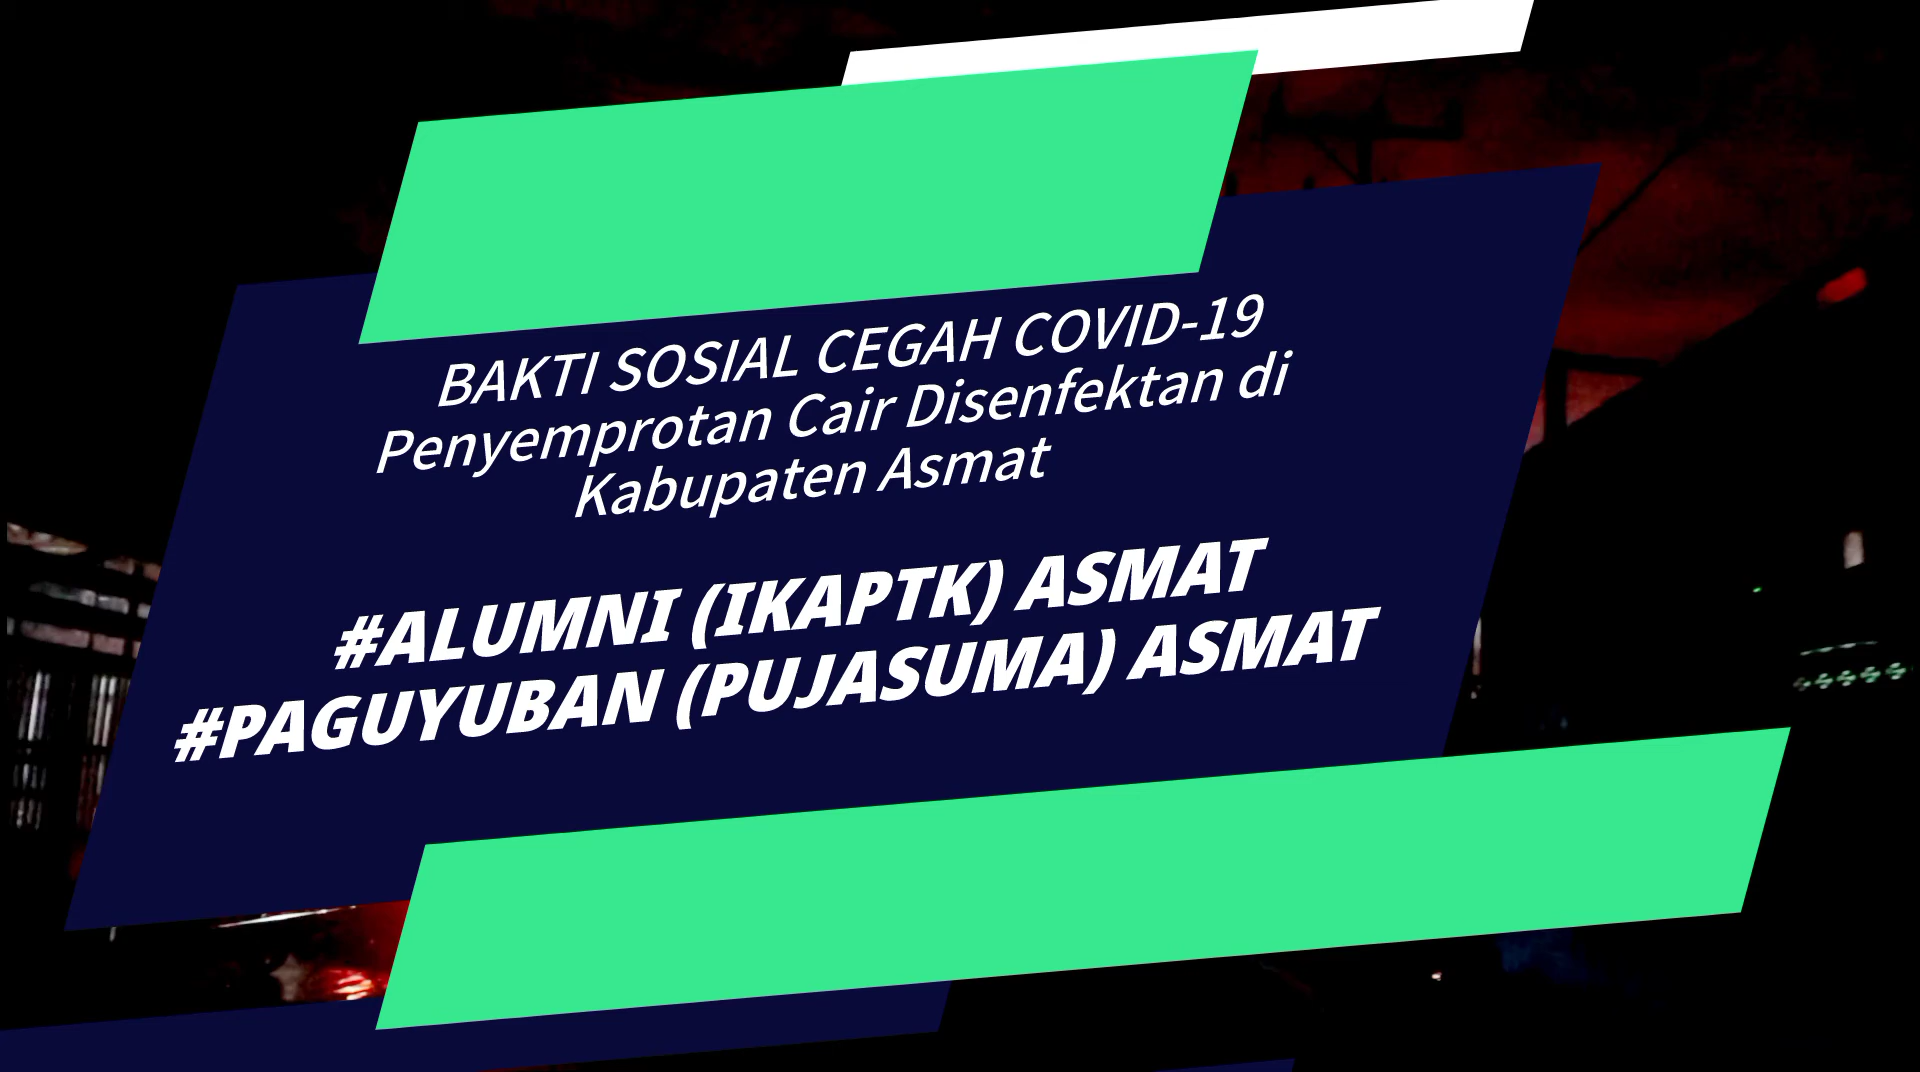 BAKTI SOSIAL CEGAH COVID-19
Penyemprotan Cair Disenfektan di
Kabupaten Asmat
#ALUMNI (IKAPTK) ASMAT
#PAGUYUBAN (PUJASUMA) ASMAT